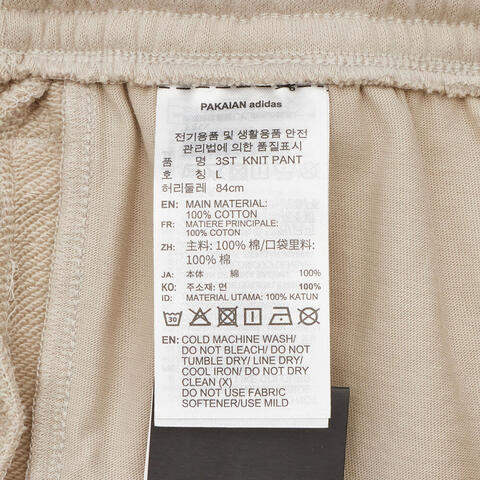 PAKAIAN adidas
전기용품 및 생활용품 안전
관리법에 의한 품질표시
품 명 3ST KNIT PANT
호 칭 L
허리둘레 84cm
EN: MAIN MATERIAL:
100% COTTON
FR: MATIERE PRINCIPALE:
100% COTON
ZH: 主料: 100% 棉/口袋里料:
100% 棉
JA: 本体 綿 100%
KO: 주소재: 면 100%
ID: MATERIAL UTAMA: 100% KATUN
30
EN: COLD MACHINE WASH/
DO NOT BLEACH/ DO NOT
TUMBLE DRY/ LINE DRY/
COOL IRON/ DO NOT DRY
CLEAN (X)
DO NOT USE FABRIC
SOFTENER/USE MILD